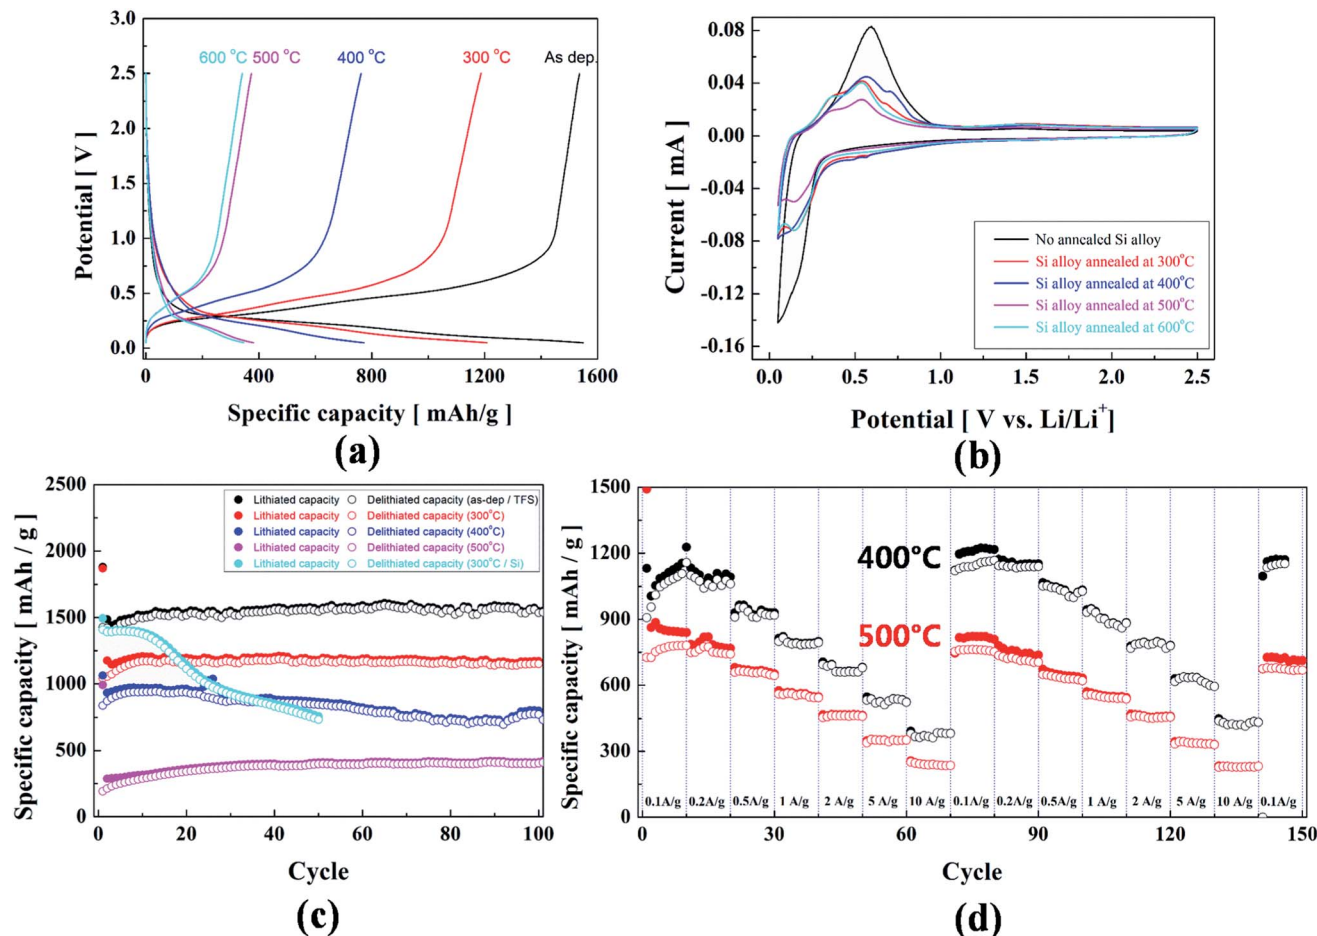 3.0
2.5
2.0
1.5
1.0
0.5
0.0
Potential [ V ]
600 °C
500 °C
400 °C
300 °C
As dep.
0
400
800
1200
1600
Specific capacity [ mAh/g ]
(a)
0.08
0.04
0.00
-0.04
-0.08
-0.12
-0.16
Current [ mA]
No annealed Si alloy
Si alloy annealed at 300°C
Si alloy annealed at 400°C
Si alloy annealed at 500°C
Si alloy annealed at 600°C
0.0
0.5
1.0
1.5
2.0
2.5
Potential [ V vs. Li/Li+]
(b)
2500
2000
1500
1000
500
0
Specific capacity [ mAh / g]
Lithiated capacity Delithiated capacity (as-dep / TFS)
Lithiated capacity Delithiated capacity (300°C)
Lithiated capacity Delithiated capacity (400°C)
Lithiated capacity Delithiated capacity (500°C)
Lithiated capacity Delithiated capacity (300°C / Si)
0
20
40
60
80
100
Cycle
(c)
1500
1200
900
600
300
0
Specific capacity [ mAh / g]
400°C
500°C
0.1A/g
0.2A/g
0.5A/g
1 A/g
2 A/g
5 A/g
10 A/g
0.1A/g
0.2A/g
0.5A/g
1 A/g
2 A/g
5 A/g
10 A/g
0.1A/g
0
30
60
90
120
150
Cycle
(d)